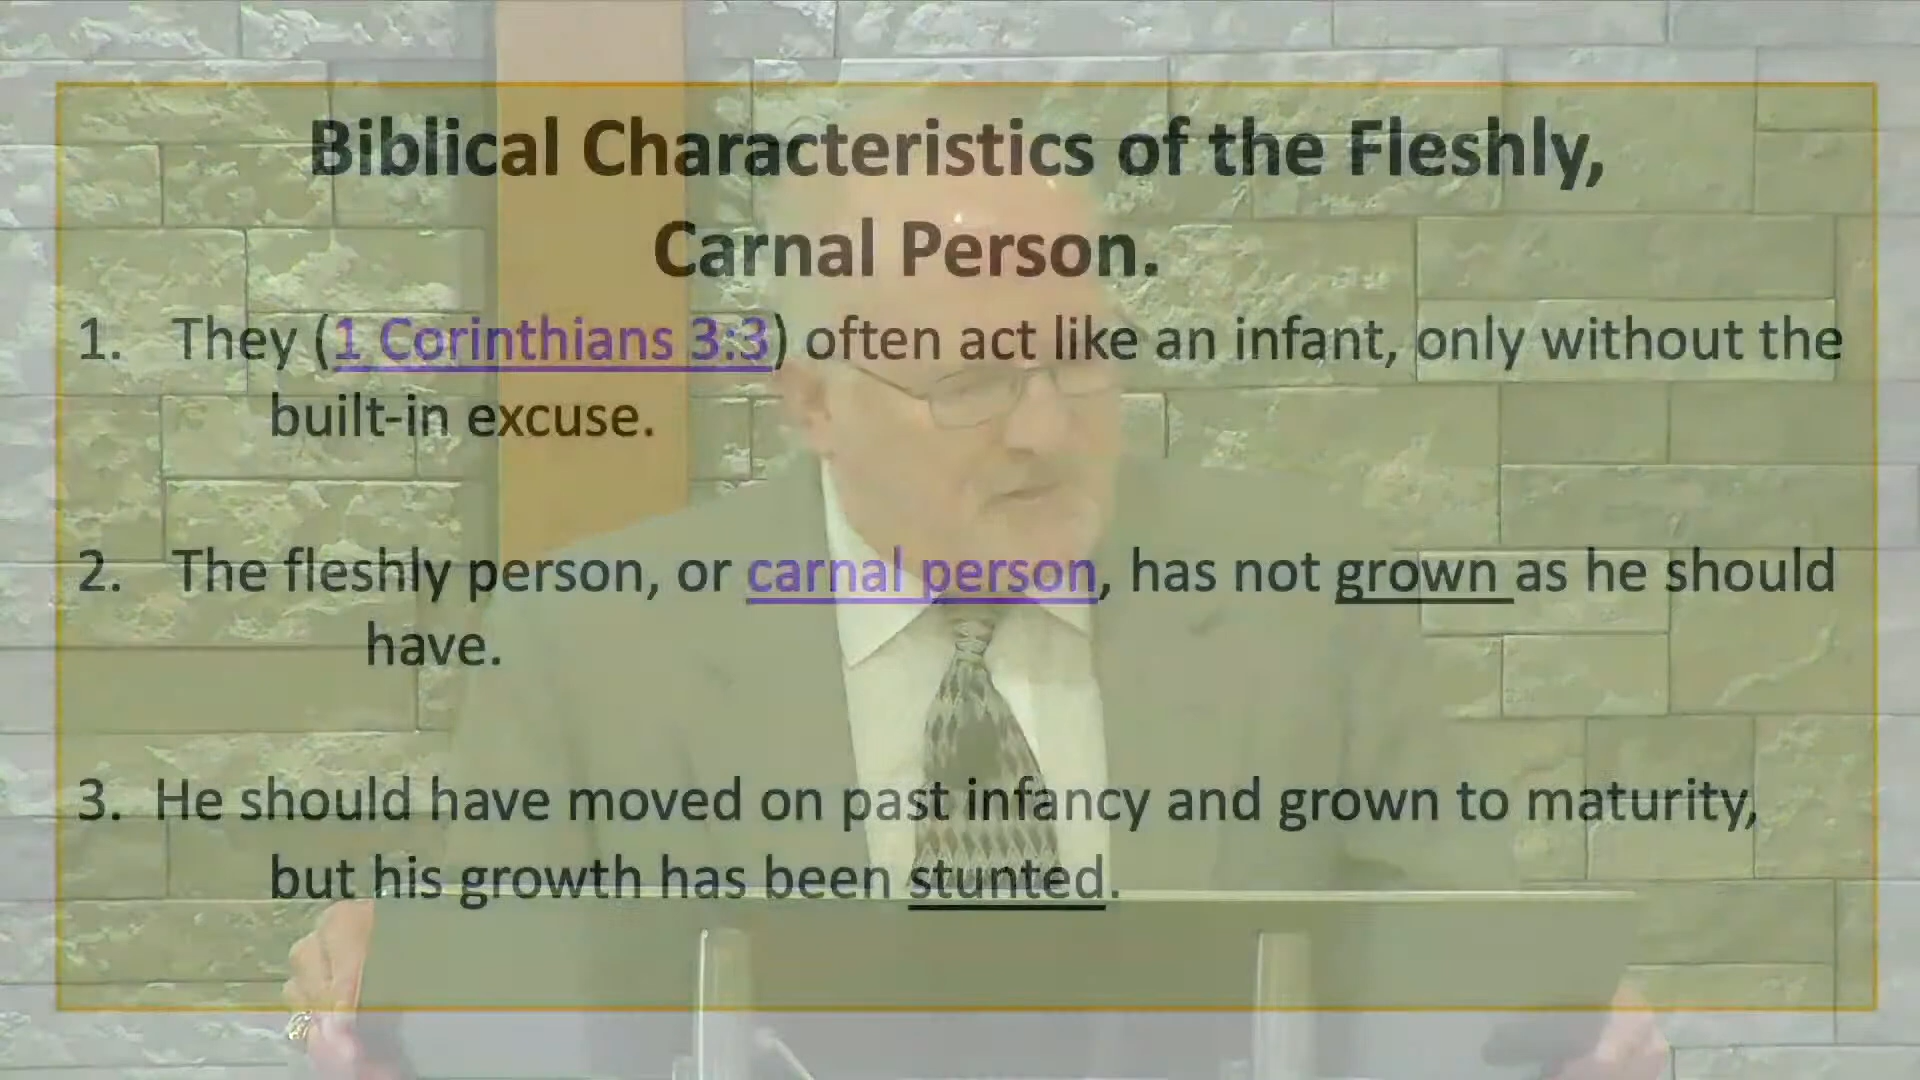 Biblical Characteristics of the Fleshly,
Carnal Person.
1. They (1 Corinthians 3:3) often act like an infant, only without the
built-in excuse.
2. The fleshly person, or carnal person, has not grown as he should
have.
3. He should have moved on past infancy and grown to maturity,
but his growth has been stunted.